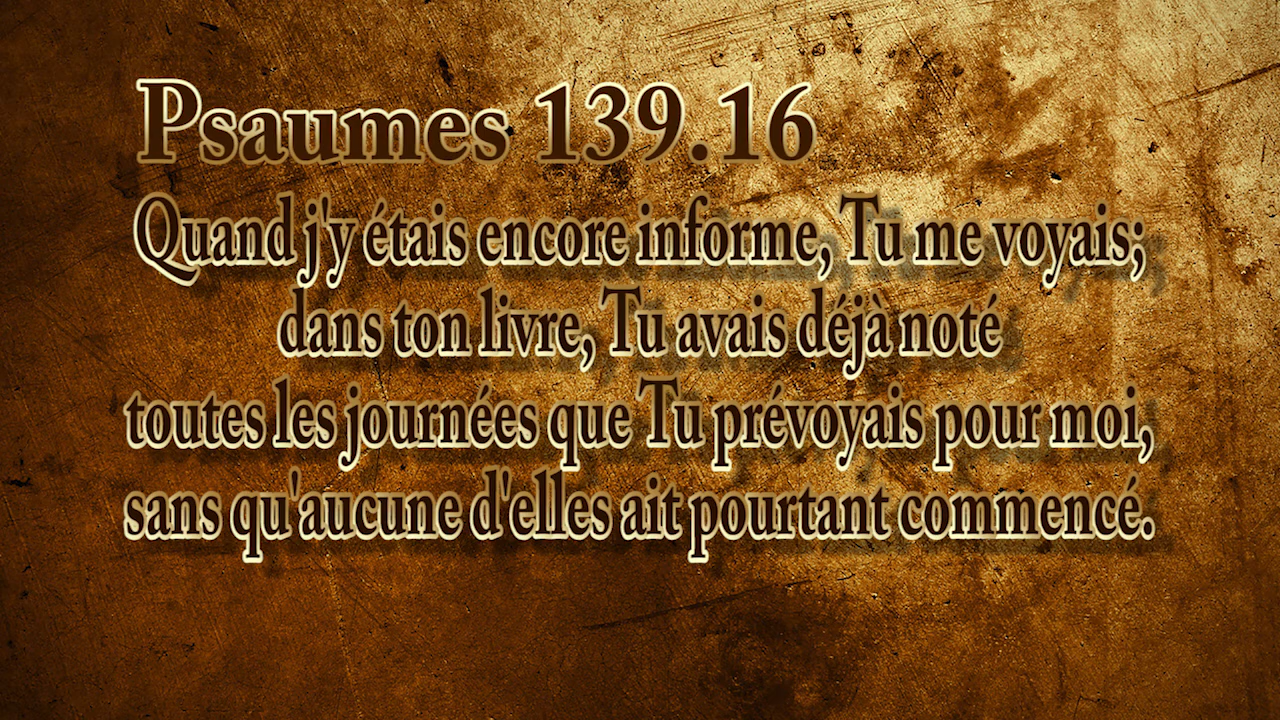 Psaumes 139.16
Quand j'y étais encore informe, Tu me voyais;
dans ton livre, Tu avais déjà noté
toutes les journées que Tu prévoyais pour moi,
sans qu'aucune d'elles ait pourtant commencé.